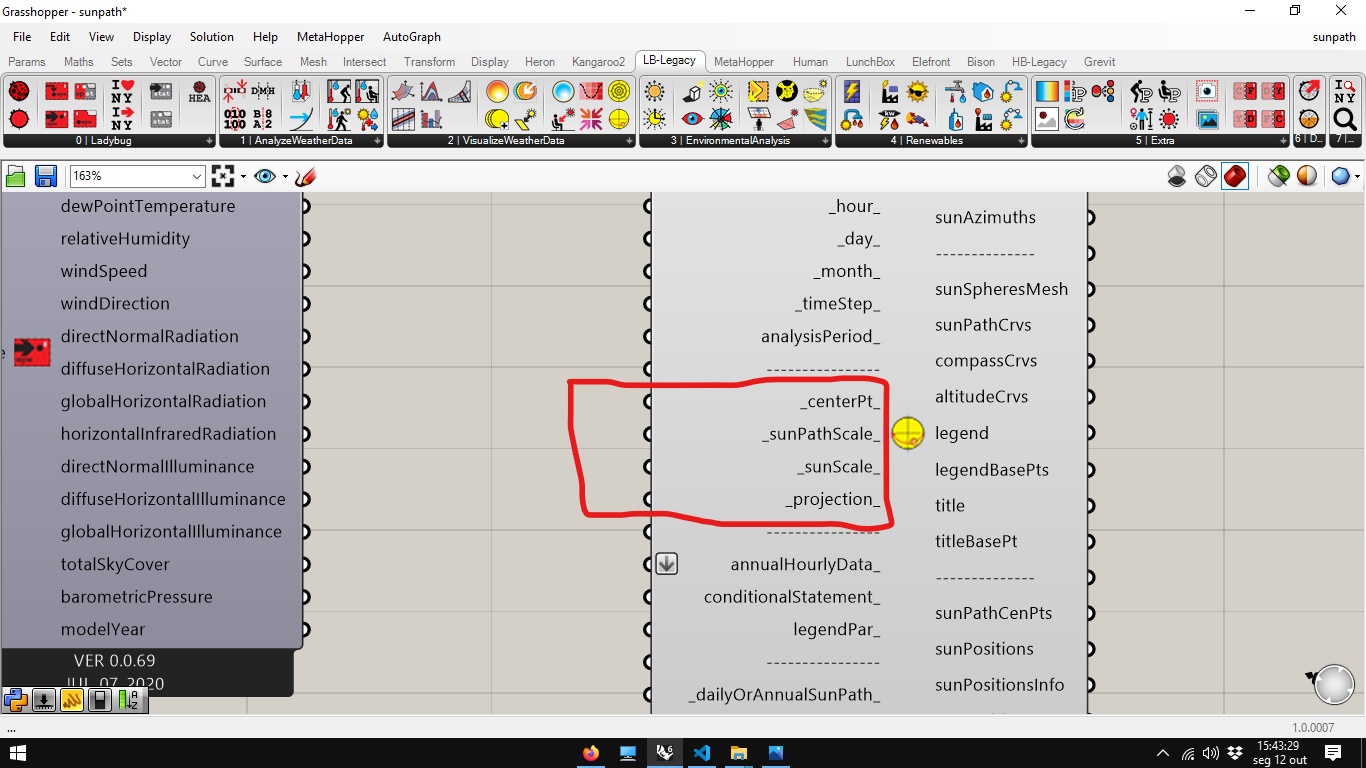 Grasshopper - sunpath*
File Edit View Display Solution Help MetaHopper AutoGraph sunpath
Params Maths Sets Vector Curve Surface Mesh Intersect Transform Display Heron Kangaroo2 LB-Legacy MetaHopper Human LunchBox Elefront Bison HB-Legacy Grevit
0 | Ladybug 1 | AnalyzeWeatherData 2 | VisualizeWeatherData 3 | EnvironmentalAnalysis 4 | Renewables 5 | Extra 6 | D... 7 |...
163%
dewPointTemperature
relativeHumidity
windSpeed
windDirection
directNormalRadiation
diffuseHorizontalRadiation
globalHorizontalRadiation
horizontalInfraredRadiation
directNormalIlluminance
diffuseHorizontalIlluminance
globalHorizontalIlluminance
totalSkyCover
barometricPressure
modelYear
VER 0.0.69
JUL_07_2020
_hour_
_day_
_month_
_timeStep_
analysisPeriod_
----------------
_centerPt_
_sunPathScale_
_sunScale_
_projection_
----------------
annualHourlyData_
conditionalStatement_
legendPar_
----------------
_dailyOrAnnualSunPath_
sunAzimuths
--------------
sunSpheresMesh
sunPathCrvs
compassCrvs
altitudeCrvs
legend
legendBasePts
title
titleBasePt
--------------
sunPathCenPts
sunPositions
sunPositionsInfo
... 1.0.0007
15:43:29
seg 12 out